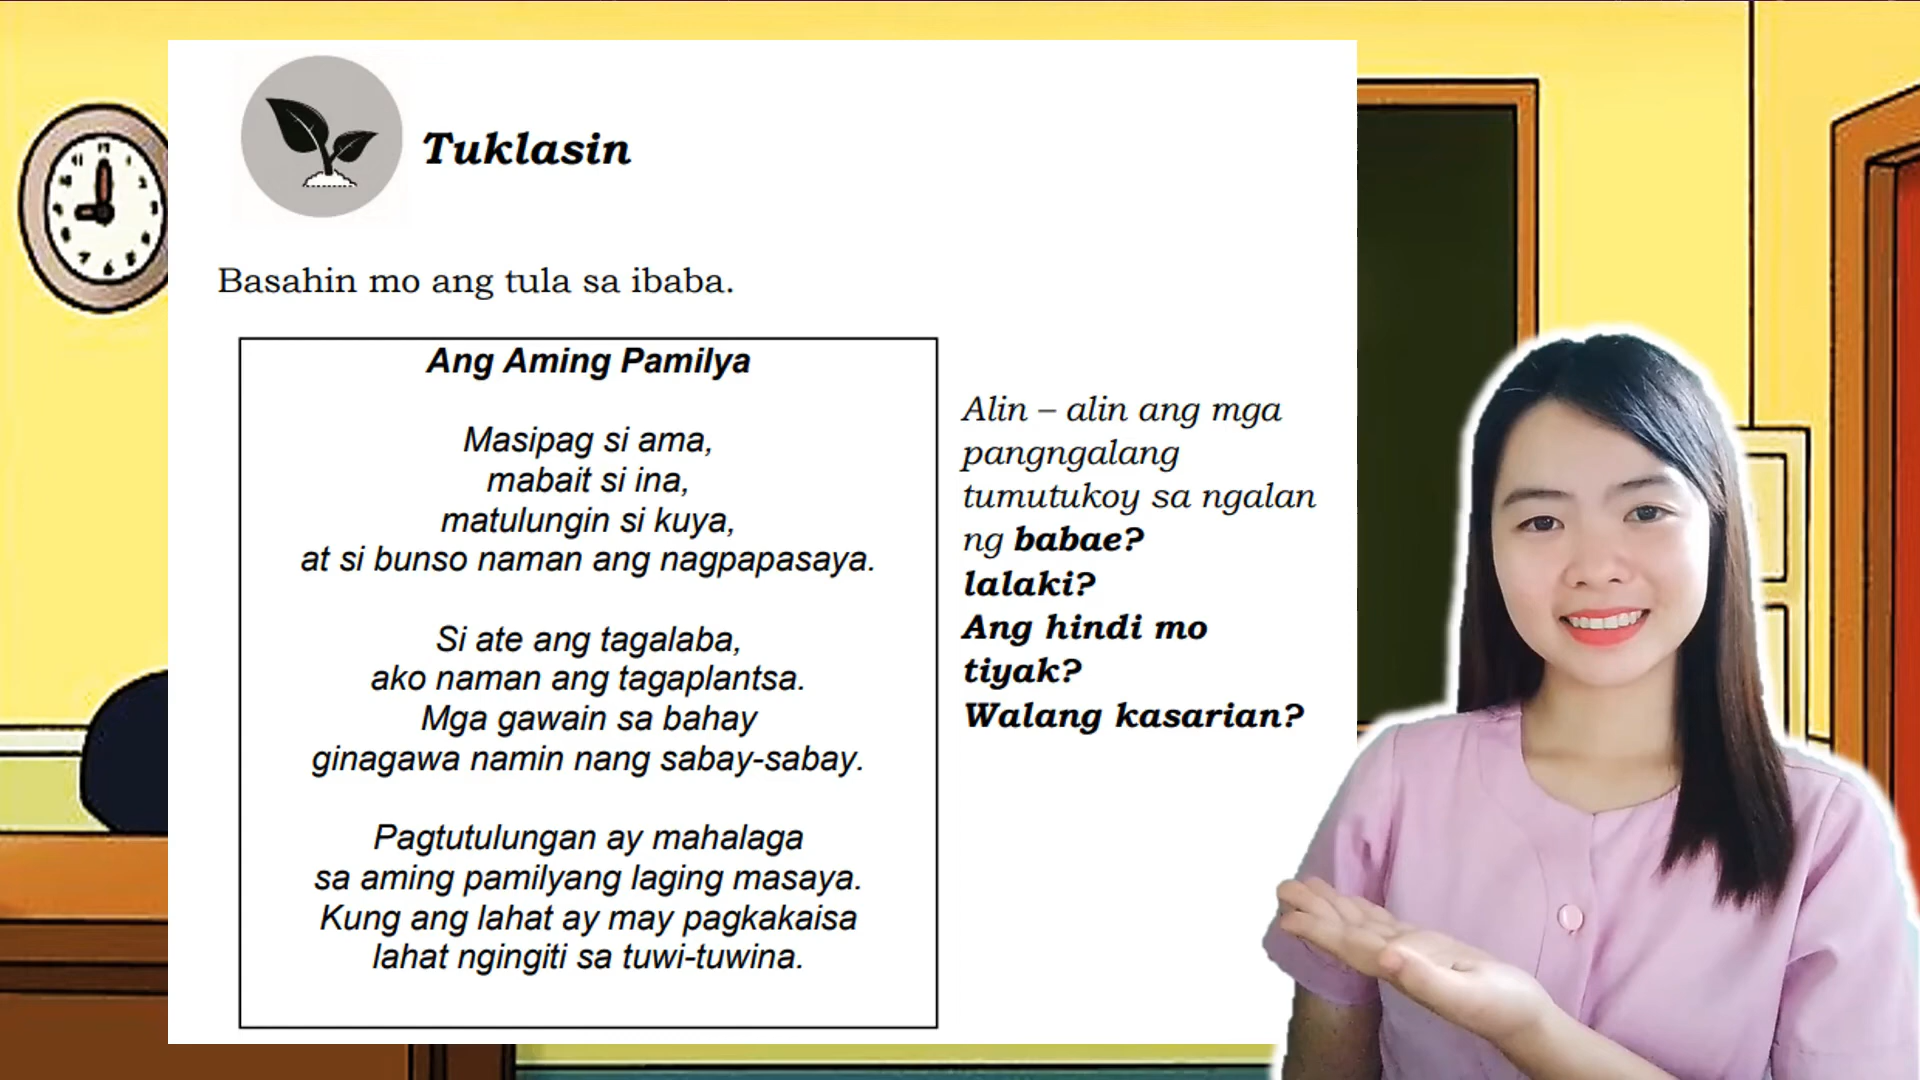 Tuklasin
Basahin mo ang tula sa ibaba.
Ang Aming Pamilya
Masipag si ama,
mabait si ina,
matulungin si kuya,
at si bunso naman ang nagpapasaya.
Si ate ang tagalaba,
ako naman ang tagaplantsa.
Mga gawain sa bahay
ginagawa namin nang sabay-sabay.
Pagtutulungan ay mahalaga
sa aming pamilyang laging masaya.
Kung ang lahat ay may pagkakaisa
lahat ngingiti sa tuwi-tuwina.
Alin – alin ang mga
pangngalang
tumutukoy sa ngalan
ng babae?
lalaki?
Ang hindi mo
tiyak?
Walang kasarian?